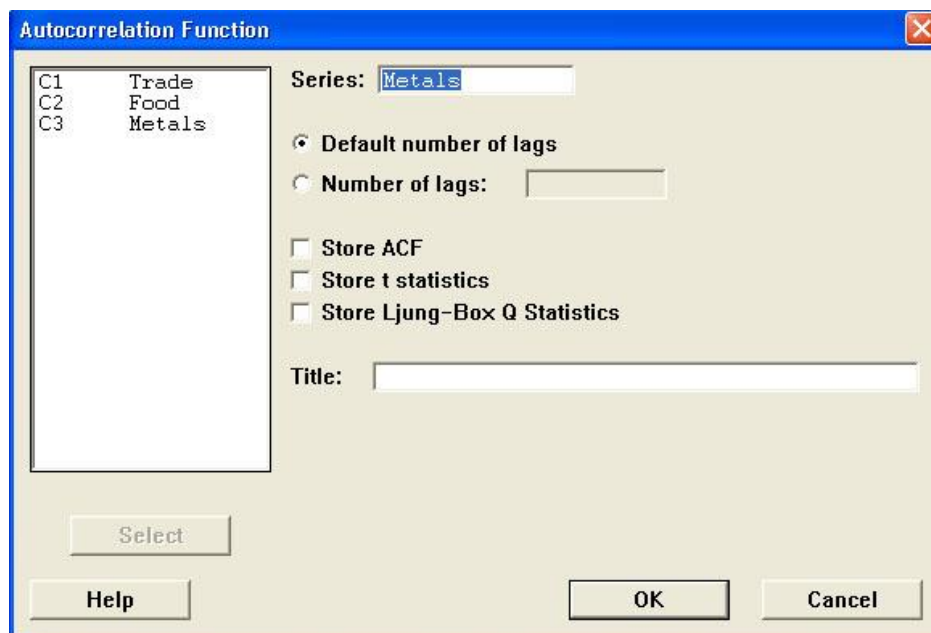 Autocorrelation Function
C1 Trade
C2 Food
C3 Metals
Series: Metals
Default number of lags
Number of lags:
Store ACF
Store t statistics
Store Ljung-Box Q Statistics
Title:
Select
Help
OK
Cancel